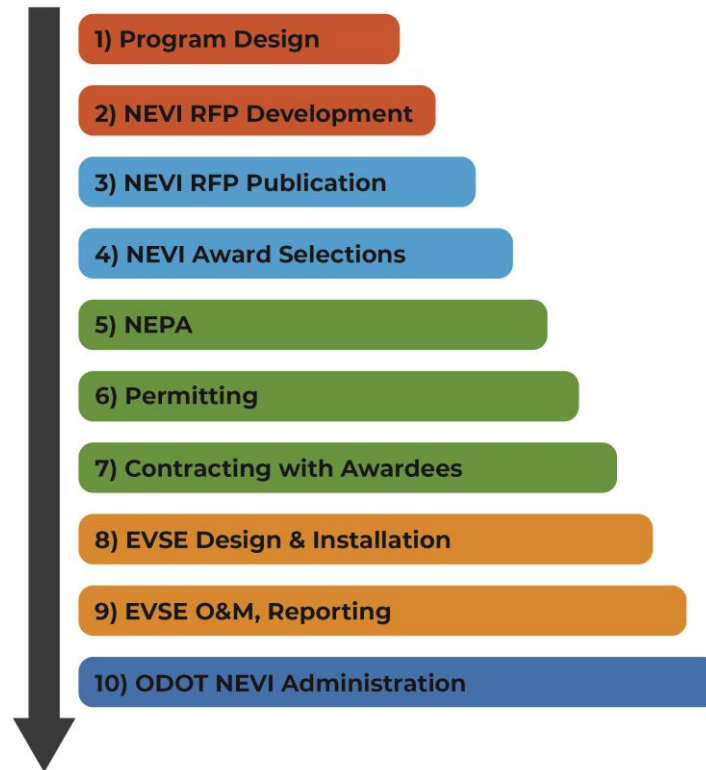 1) Program Design
2) NEVI RFP Development
3) NEVI RFP Publication
4) NEVI Award Selections
5) NEPA
6) Permitting
7) Contracting with Awardees
8) EVSE Design & Installation
9) EVSE O&M, Reporting
10) ODOT NEVI Administration